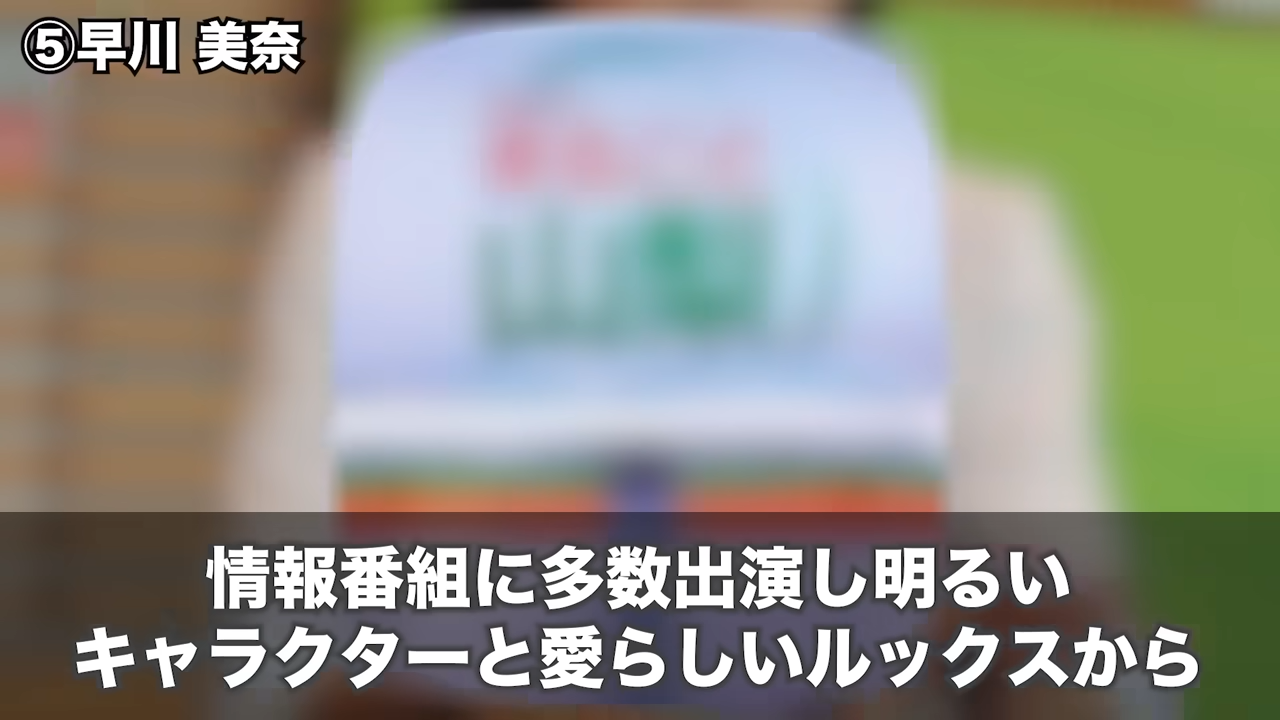 ⑤早川 美奈
情報番組に多数出演し明るい
キャラクターと愛らしいルックスから